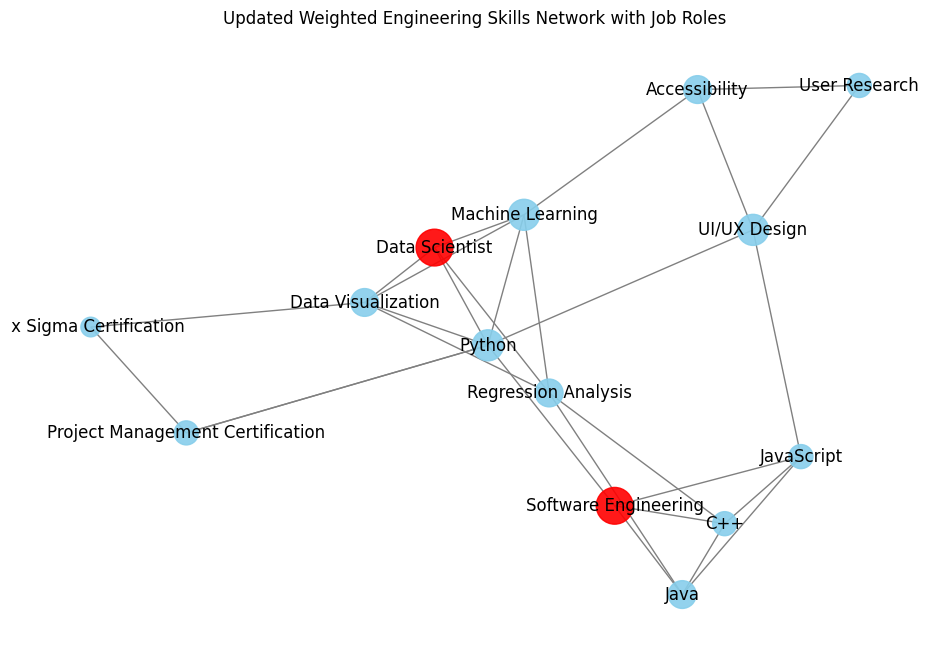 Updated Weighted Engineering Skills Network with Job Roles
Accessibility
User Research
Machine Learning
UI/UX Design
Data Scientist
Data Visualization
x Sigma Certification
Python
Regression Analysis
Project Management Certification
JavaScript
Software Engineering
C++
Java